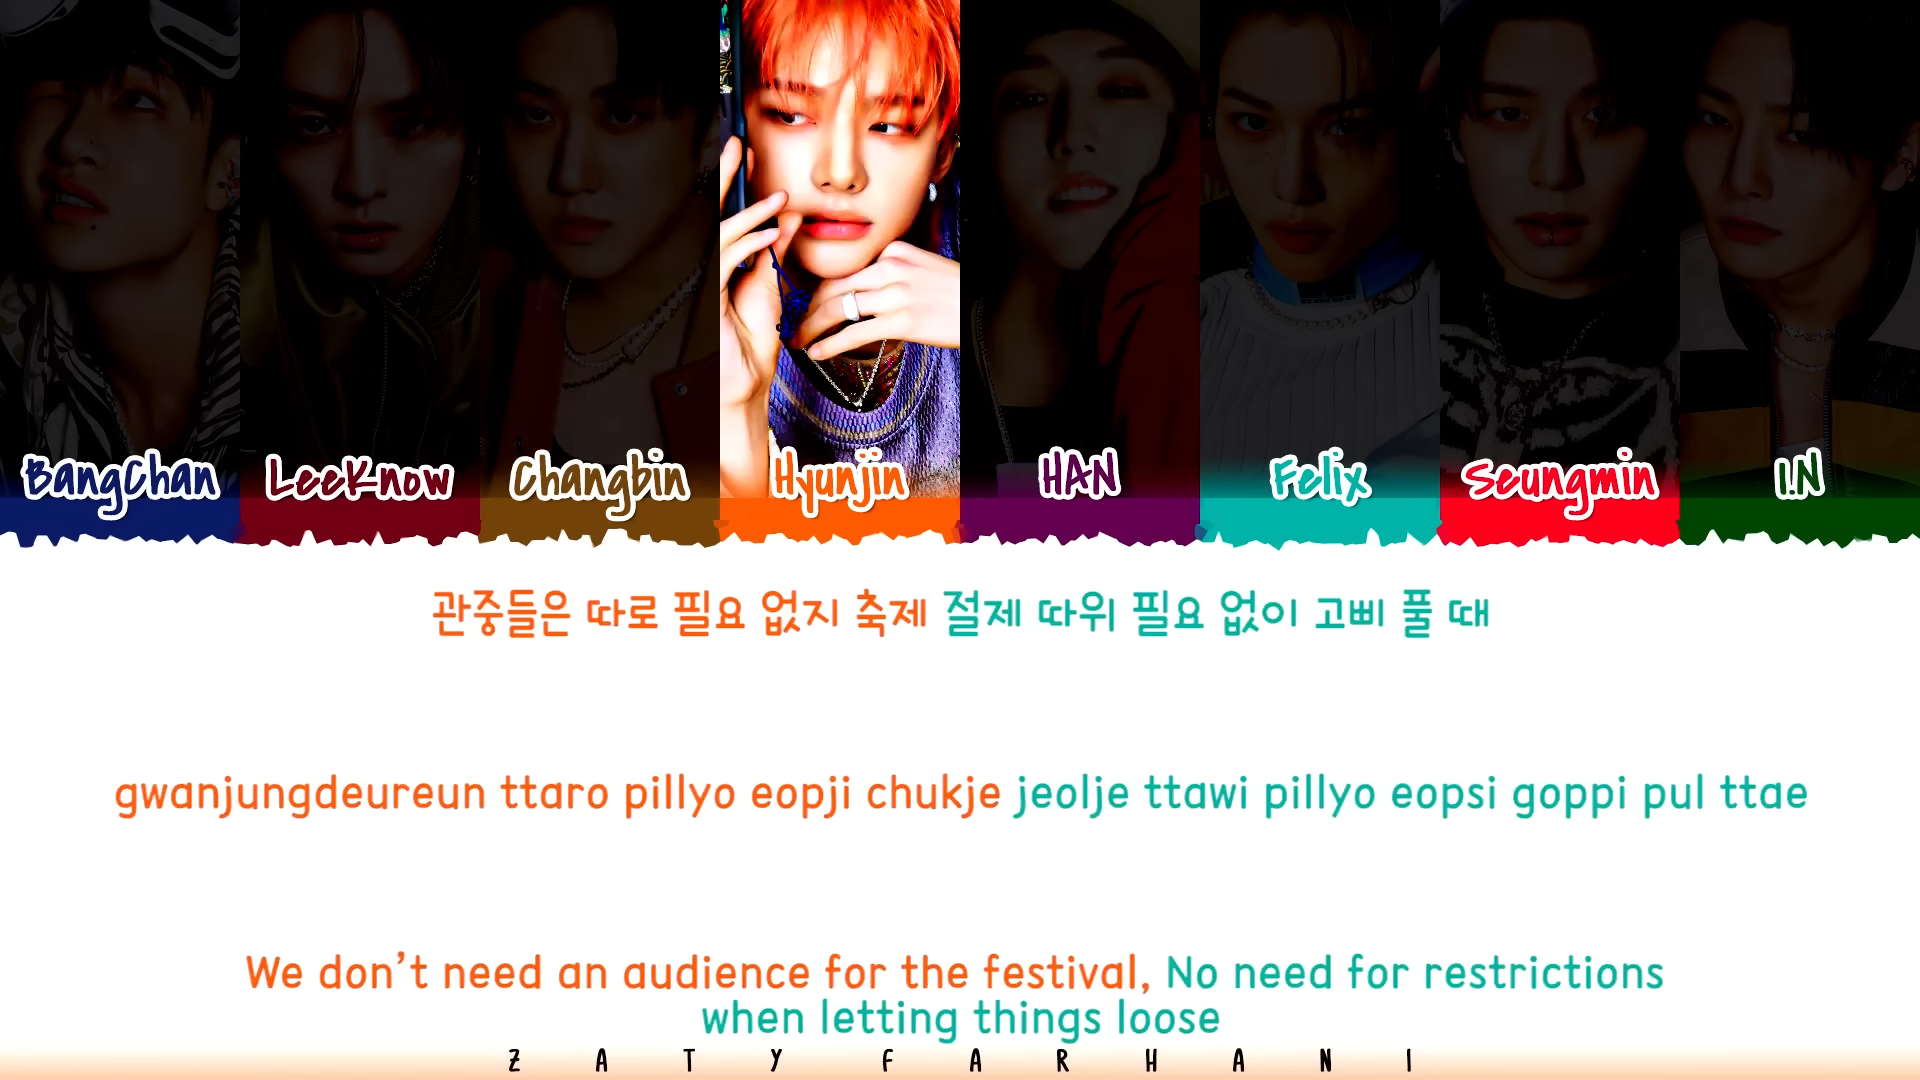 BangChan LeeKnow Changbin Hyunjin HAN Felix Seungmin I.N
관중들은 따로 필요 없지 축제 절제 따위 필요 없이 고삐 풀 때
gwanjungdeureun ttaro pillyo eopji chukje jeolje ttawi pillyo eopsi goppi pul ttae
We don’t need an audience for the festival, No need for restrictions
when letting things loose
ZATY FARHANI